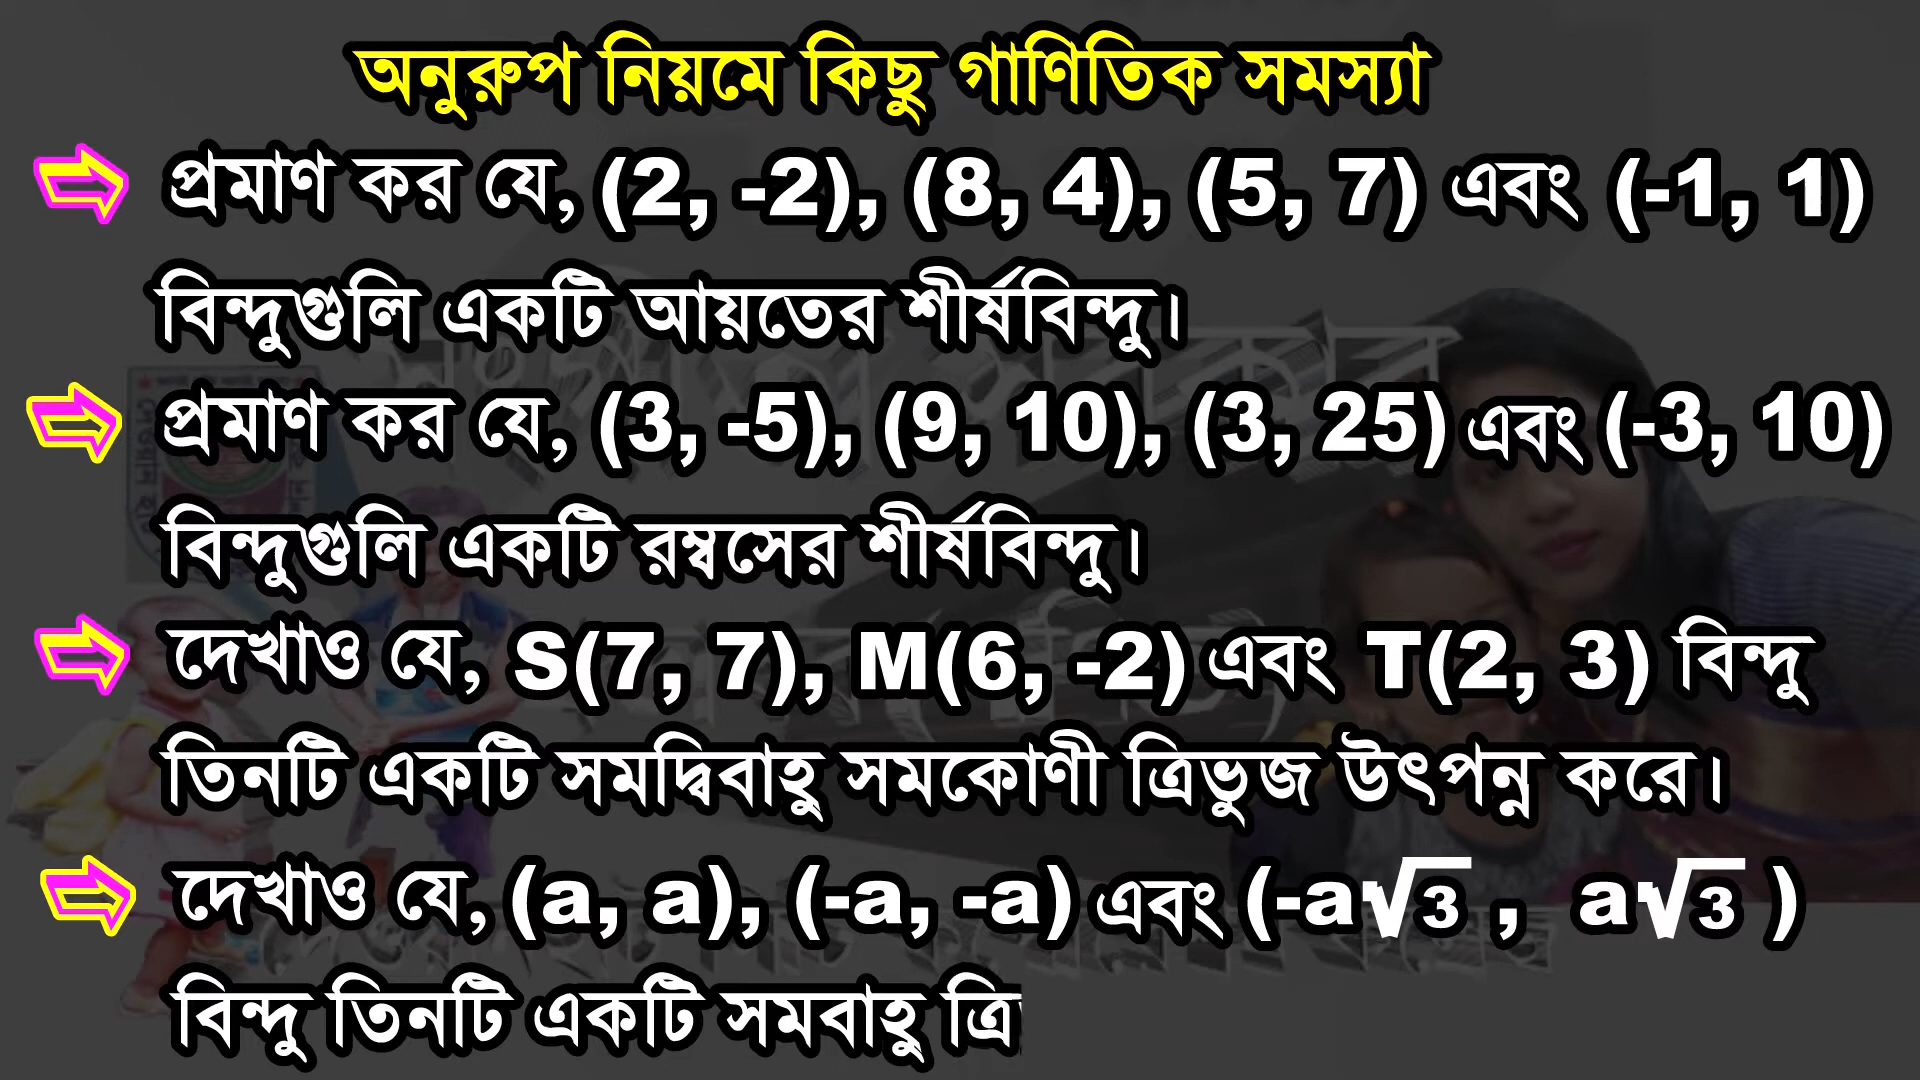 অনুরুপ নিয়মে কিছু গাণিতিক সমস্যা
প্রমাণ কর যে, (2, -2), (8, 4), (5, 7) এবং (-1, 1)
বিন্দুগুলি একটি আয়তের শীর্ষবিন্দু।
প্রমাণ কর যে, (3, -5), (9, 10), (3, 25) এবং (-3, 10)
বিন্দুগুলি একটি রম্বসের শীর্ষবিন্দু।
দেখাও যে, S(7, 7), M(6, -2) এবং T(2, 3) বিন্দু
তিনটি একটি সমদ্বিবাহু সমকোণী ত্রিভুজ উৎপন্ন করে।
দেখাও যে, (a, a), (-a, -a) এবং (-a√3 , a√3 )
বিন্দু তিনটি একটি সমবাহু ত্রি